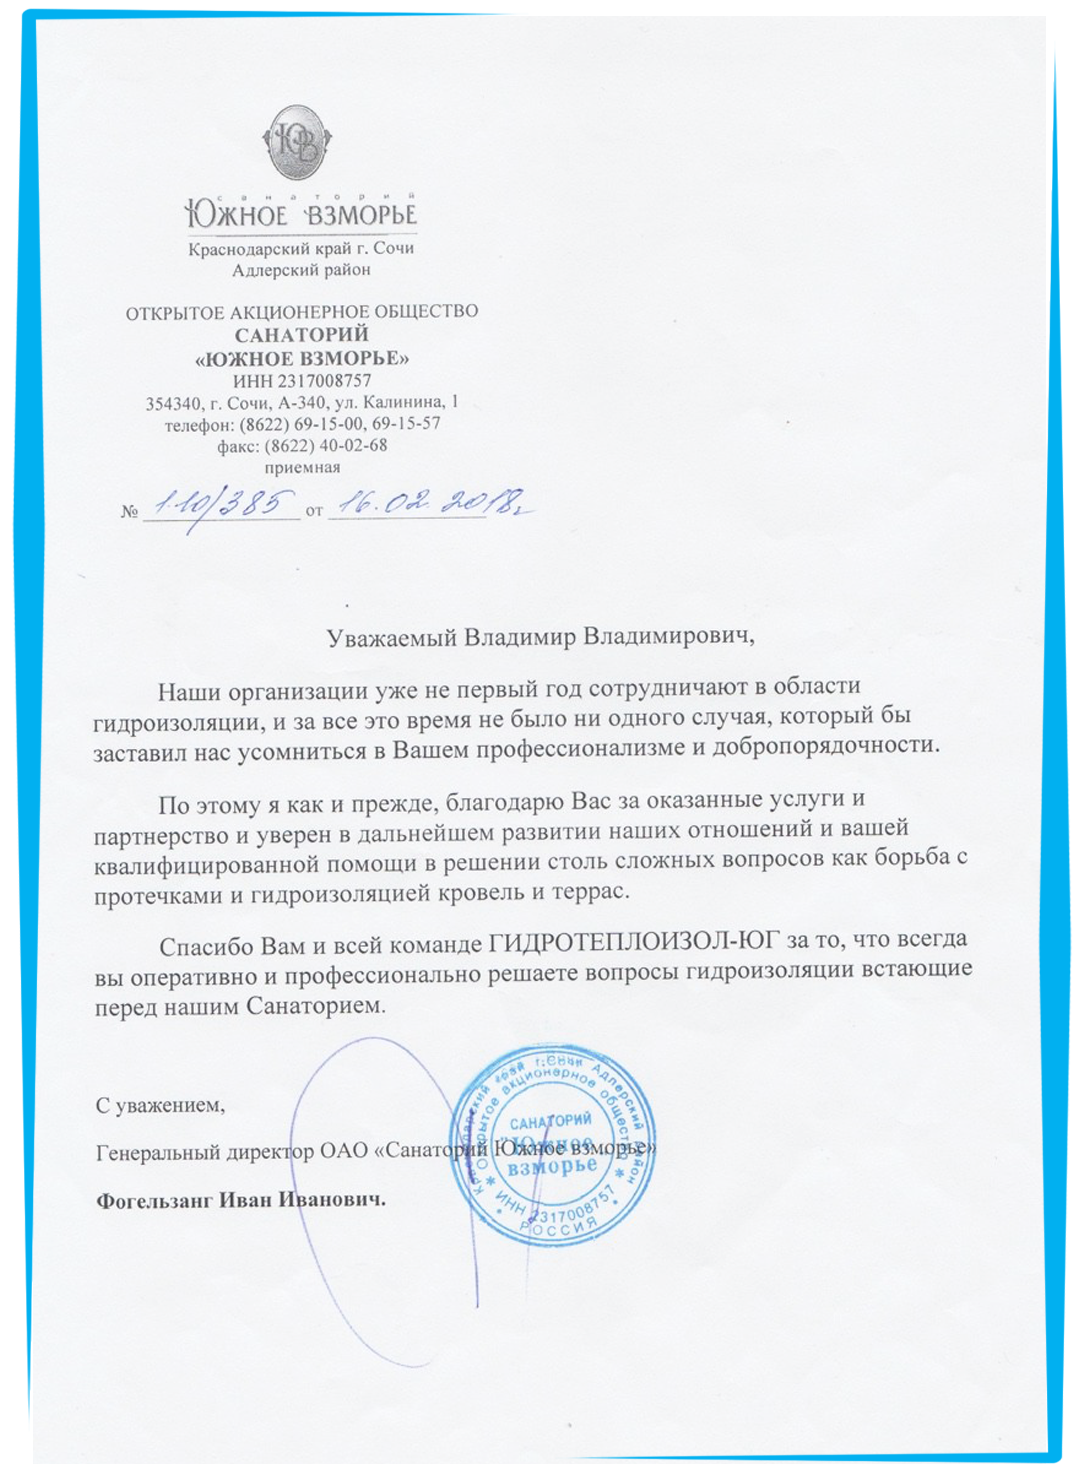 ЮВ
санаторий
Южное взморье
Краснодарский край г. Сочи
Адлерский район
ОТКРЫТОЕ АКЦИОНЕРНОЕ ОБЩЕСТВО
САНАТОРИЙ
«ЮЖНОЕ ВЗМОРЬЕ»
ИНН 2317008757
354340, г. Сочи, А-340, ул. Калинина, 1
телефон: (8622) 69-15-00, 69-15-57
факс: (8622) 40-02-68
приемная
№ 1.10/385 от 16.02.2018г
Уважаемый Владимир Владимирович,
Наши организации уже не первый год сотрудничают в области
гидроизоляции, и за все это время не было ни одного случая, который бы
заставил нас усомниться в Вашем профессионализме и добропорядочности.
По этому я как и прежде, благодарю Вас за оказанные услуги и
партнерство и уверен в дальнейшем развитии наших отношений и вашей
квалифицированной помощи в решении столь сложных вопросов как борьба с
протечками и гидроизоляцией кровель и террас.
Спасибо Вам и всей команде ГИДРОТЕПЛОИЗОЛ-ЮГ за то, что всегда
вы оперативно и профессионально решаете вопросы гидроизоляции встающие
перед нашим Санаторием.
С уважением,
Генеральный директор ОАО «Санаторий Южное взморье»
Фогельзанг Иван Иванович.
Краснодарский край г.Сочи Адлерский район
Открытое акционерное общество
САНАТОРИЙ
"Южное
взморье
ИНН 2317008757
РОССИЯ